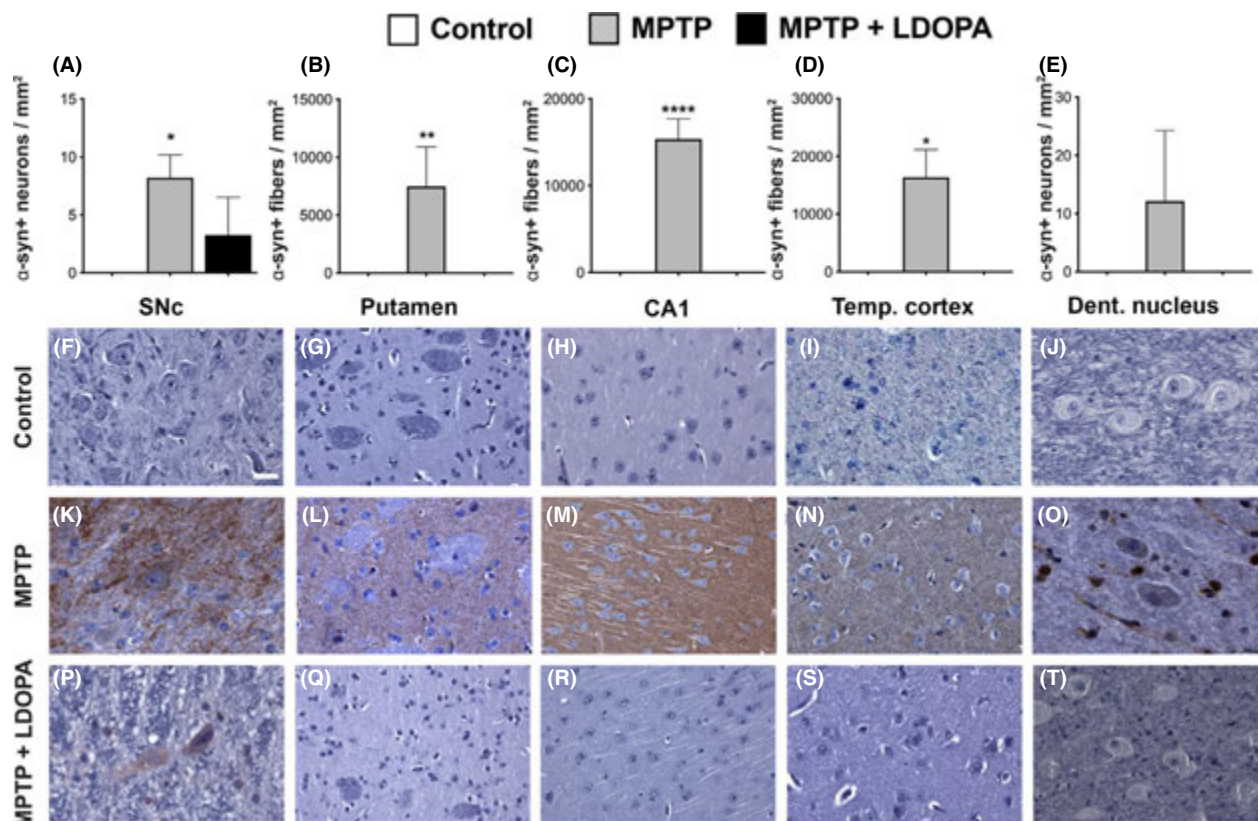 Control MPTP MPTP + LDOPA
(A) (B) (C) (D) (E)
α-syn+ neurons / mm²
15
10
5
0
*
SNc
α-syn+ fibers / mm²
15000
10000
5000
0
**
Putamen
α-syn+ fibers / mm²
20000
10000
0
****
CA1
α-syn+ fibers / mm²
30000
20000
10000
0
*
Temp. cortex
α-syn+ neurons / mm²
30
20
10
0
Dent. nucleus
Control
(F) (G) (H) (I) (J)
MPTP
(K) (L) (M) (N) (O)
MPTP + LDOPA
(P) (Q) (R) (S) (T)